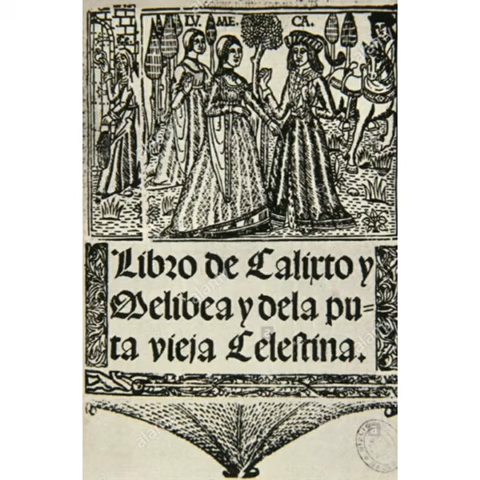 LV. ME. CA.
Libro de Calixto y
Melibea y dela pu=
ta vieja Celestina.